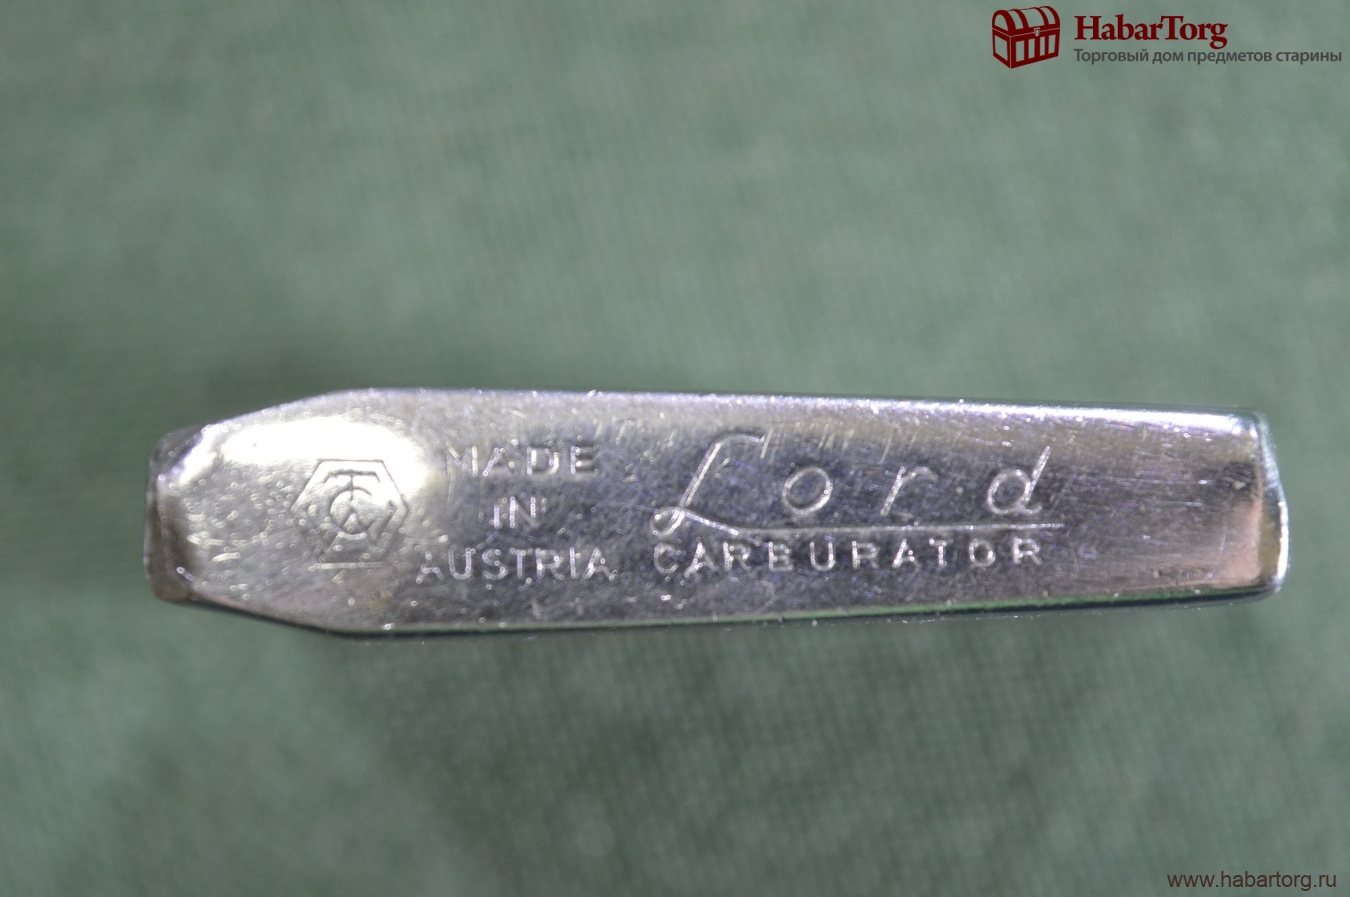 HabarTorg
Торговый дом предметов старины
MADE
IN
AUSTRIA
Lord
CARBURATOR
www.habartorg.ru